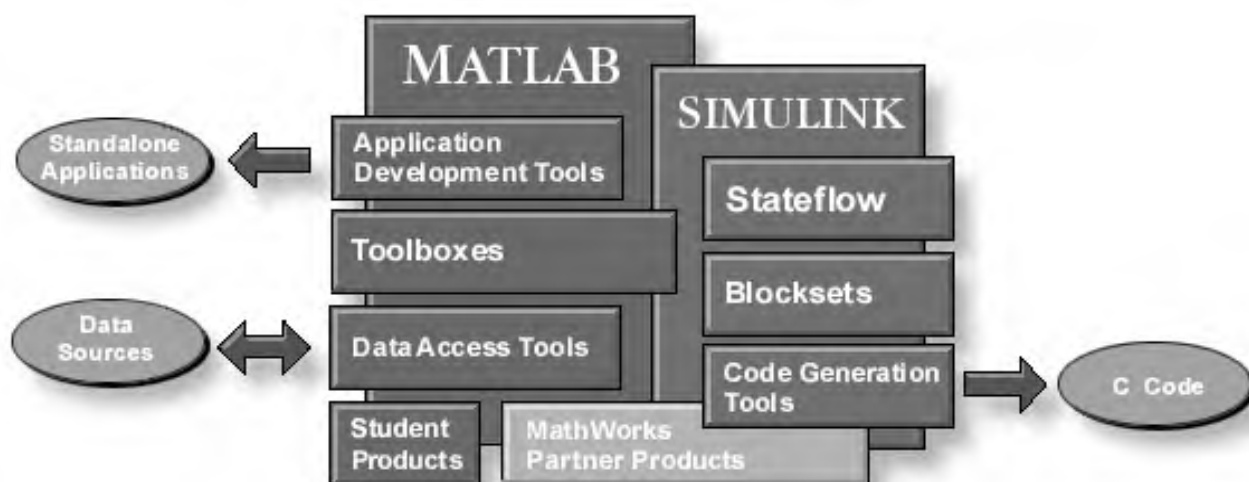 MATLAB
SIMULINK
Standalone
Applications
Application
Development Tools
Stateflow
Toolboxes
Blocksets
Data
Sources
Data Access Tools
Code Generation
Tools
C Code
Student
Products
MathWorks
Partner Products